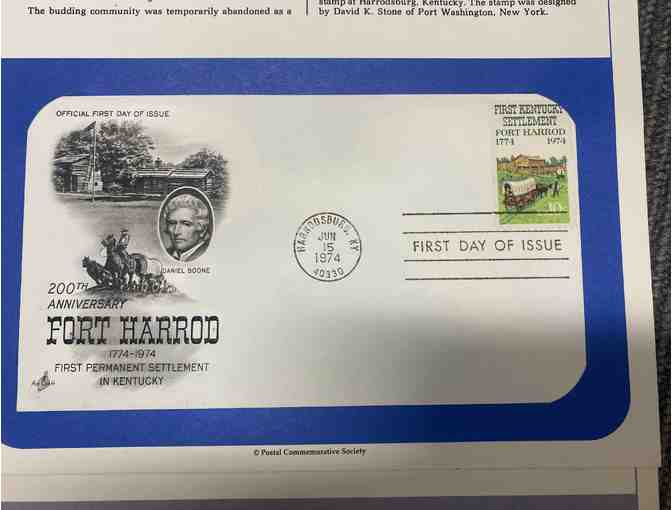 The budding community was temporarily abandoned as a
stamp at Harrodsburg, Kentucky. The stamp was designed
by David K. Stone of Port Washington, New York.
OFFICIAL FIRST DAY OF ISSUE
DANIEL BOONE
200TH
ANNIVERSARY
FORT HARROD
1774-1974
FIRST PERMANENT SETTLEMENT
IN KENTUCKY
HARRODSBURG, KY
JUN
15
1974
40330
FIRST KENTUCKY
SETTLEMENT
FORT HARROD
1774 1974
10c
FIRST DAY OF ISSUE
© Postal Commemorative Society